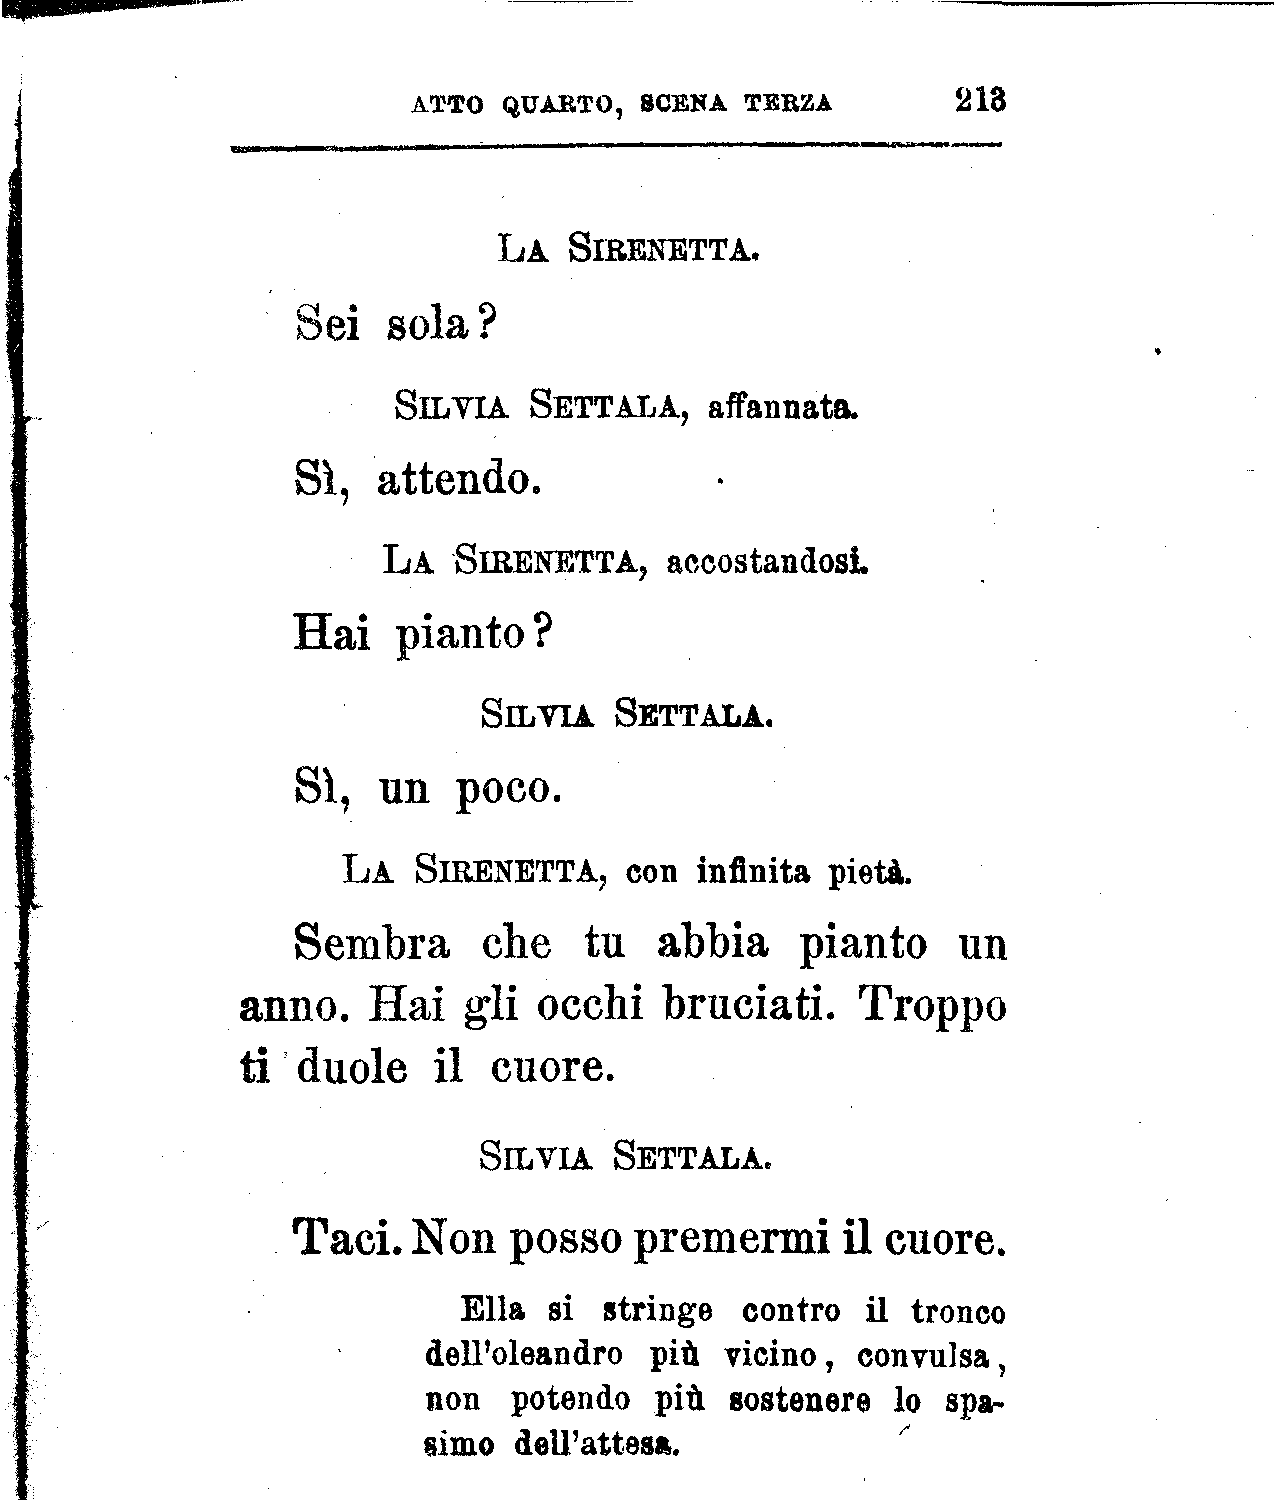 ATTO QUARTO, SCENA TERZA 213
LA SIRENETTA.
Sei sola?
SILVIA SETTALA, affannata.
Sì, attendo.
LA SIRENETTA, accostandosi.
Hai pianto?
SILVIA SETTALA.
Sì, un poco.
LA SIRENETTA, con infinita pietà.
Sembra che tu abbia pianto un
anno. Hai gli occhi bruciati. Troppo
ti duole il cuore.
SILVIA SETTALA.
Taci. Non posso premermi il cuore.
Ella si stringe contro il tronco
dell'oleandro più vicino, convulsa,
non potendo più sostenere lo spa-
simo dell'attesa.